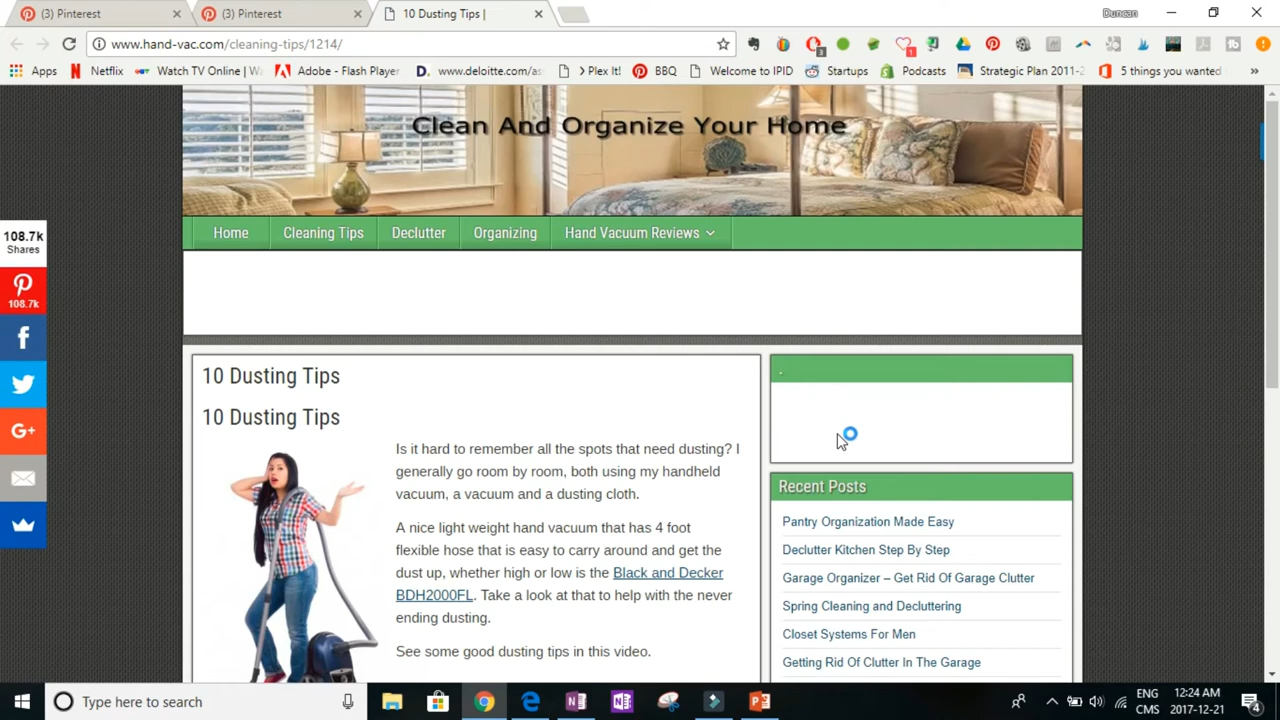 (3) Pinterest
(3) Pinterest
10 Dusting Tips |
Duncan
www.hand-vac.com/cleaning-tips/1214/
3
1
Apps
Netflix
Watch TV Online | Wa
Adobe - Flash Player
www.deloitte.com/as
Plex It!
BBQ
Welcome to IPID
Startups
Podcasts
Strategic Plan 2011-2
5 things you wanted
»
Clean And Organize Your Home
Home
Cleaning Tips
Declutter
Organizing
Hand Vacuum Reviews
108.7k
Shares
108.7k
G+
10 Dusting Tips
10 Dusting Tips
Is it hard to remember all the spots that need dusting? I
generally go room by room, both using my handheld
vacuum, a vacuum and a dusting cloth.
A nice light weight hand vacuum that has 4 foot
flexible hose that is easy to carry around and get the
dust up, whether high or low is the Black and Decker
BDH2000FL. Take a look at that to help with the never
ending dusting.
See some good dusting tips in this video.
.
Recent Posts
Pantry Organization Made Easy
Declutter Kitchen Step By Step
Garage Organizer – Get Rid Of Garage Clutter
Spring Cleaning and Decluttering
Closet Systems For Men
Getting Rid Of Clutter In The Garage
Type here to search
ENG
CMS
12:24 AM
2017-12-21
4